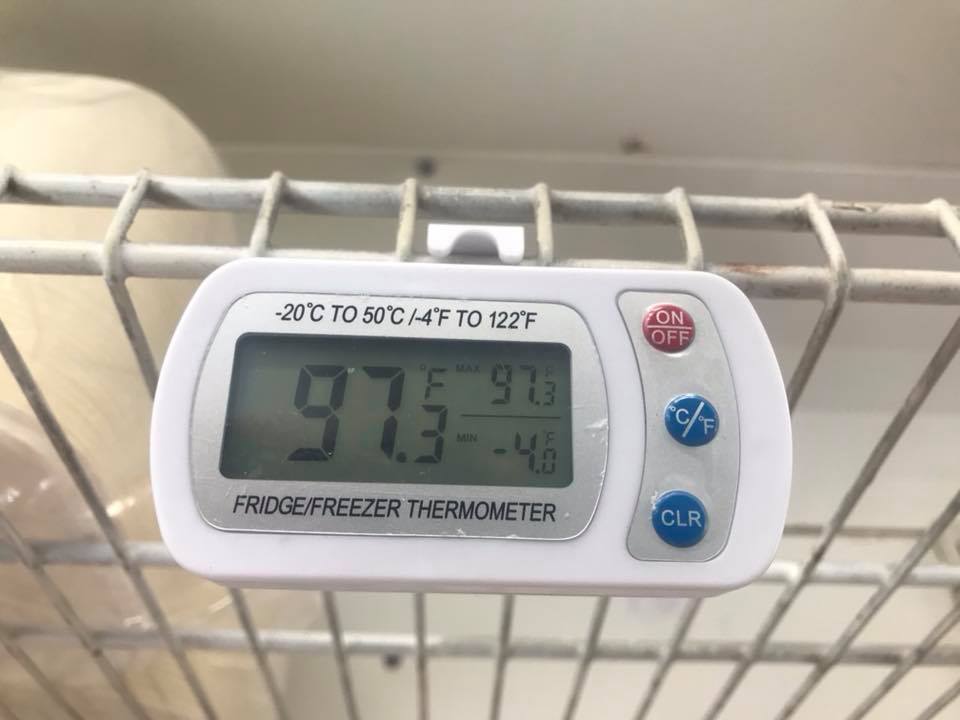 -20°C TO 50°C /-4°F TO 122°F
97.3 °F
MAX 97.3 °F
MIN -4.0 °F
FRIDGE/FREEZER THERMOMETER
ON
OFF
°C/°F
CLR